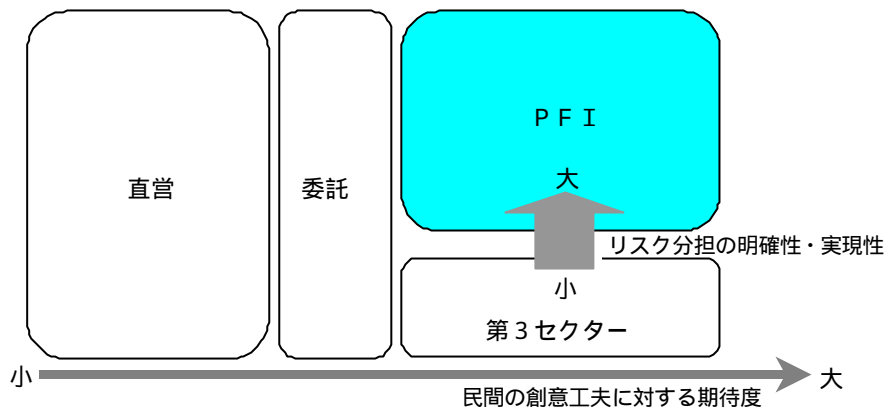 ＰＦＩ
直営
委託
大
リスク分担の明確性・実現性
小
第３セクター
小
大
民間の創意工夫に対する期待度